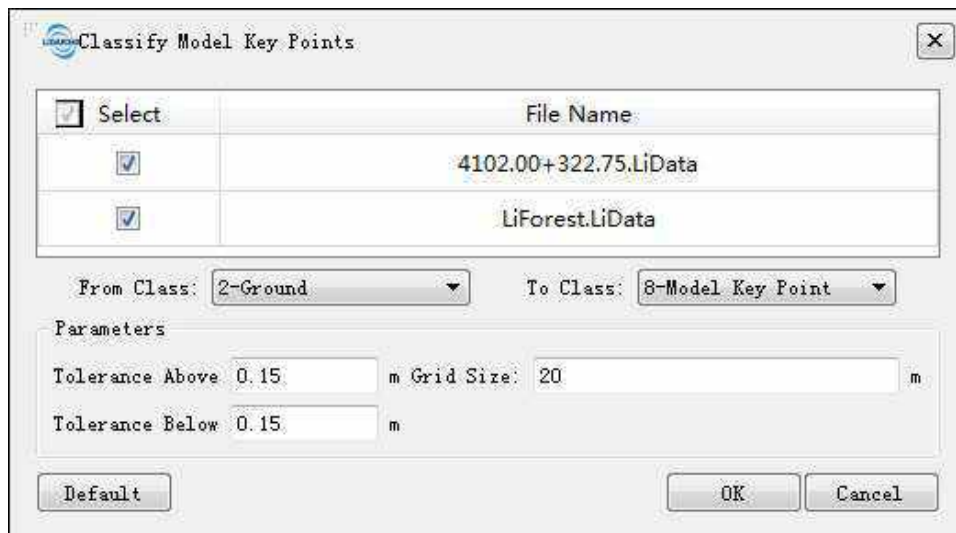 Classify Model Key Points
Select File Name
4102.00+322.75.LiData
LiForest.LiData
From Class: 2-Ground To Class: 8-Model Key Point
Parameters
Tolerance Above 0.15 m Grid Size: 20 m
Tolerance Below 0.15 m
Default OK Cancel